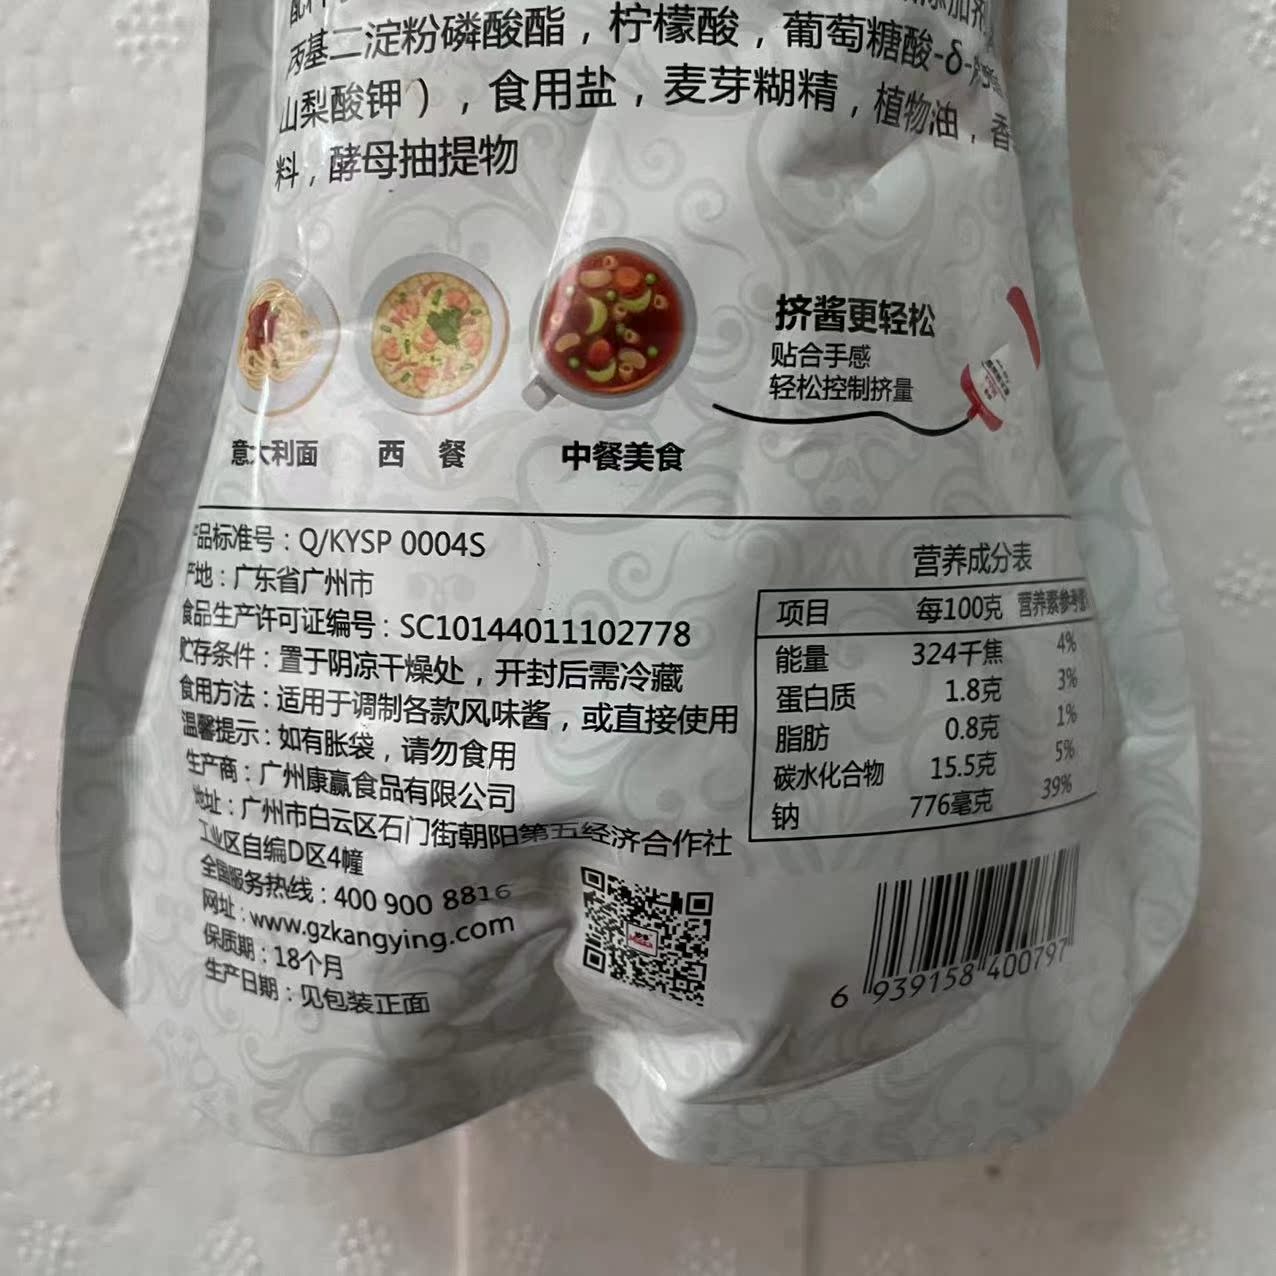 丙基二淀粉磷酸酯，柠檬酸，葡萄糖酸-δ-
山梨酸钾），食用盐，麦芽糊精，植物油，香
料，酵母抽提物
挤酱更轻松
贴合手感
轻松控制挤量
意大利面 西 餐 中餐美食
产品标准号：Q/KYSP 0004S
产地：广东省广州市
食品生产许可证编号：SC10144011102778
贮存条件：置于阴凉干燥处，开封后需冷藏
食用方法：适用于调制各款风味酱，或直接使用
温馨提示：如有胀袋，请勿食用
生产商：广州康赢食品有限公司
地址：广州市白云区石门街朝阳第五经济合作社
工业区自编D区4幢
全国服务热线：400 900 8816
网址：www.gzkangying.com
保质期：18个月
生产日期：见包装正面
营养成分表
项目 每100克 营养素参考值
能量 324千焦 4%
蛋白质 1.8克 3%
脂肪 0.8克 1%
碳水化合物 15.5克 5%
钠 776毫克 39%
6 939158 400797